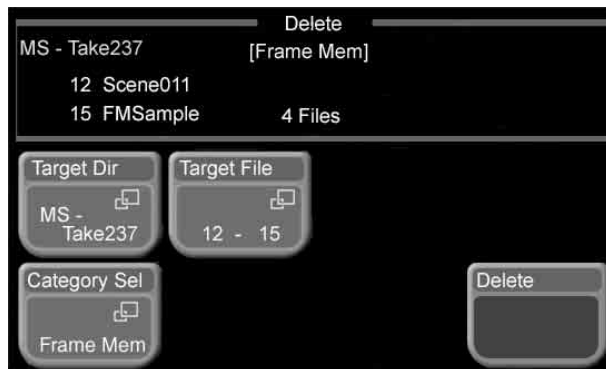 Delete
MS - Take237 [Frame Mem]
12 Scene011
15 FMSample 4 Files
Target Dir Target File
MS -
Take237 12 - 15
Category Sel Delete
Frame Mem